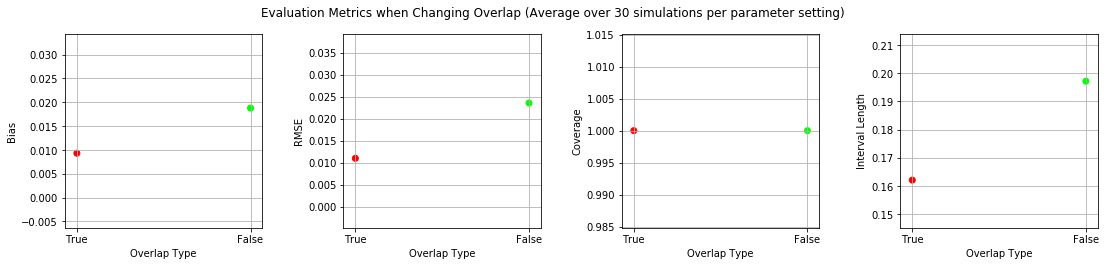 Evaluation Metrics when Changing Overlap (Average over 30 simulations per parameter setting)
Bias
0.030
0.025
0.020
0.015
0.010
0.005
0.000
−0.005
True
False
Overlap Type
RMSE
0.035
0.030
0.025
0.020
0.015
0.010
0.005
0.000
True
False
Overlap Type
Coverage
1.015
1.010
1.005
1.000
0.995
0.990
0.985
True
False
Overlap Type
Interval Length
0.21
0.20
0.19
0.18
0.17
0.16
0.15
True
False
Overlap Type